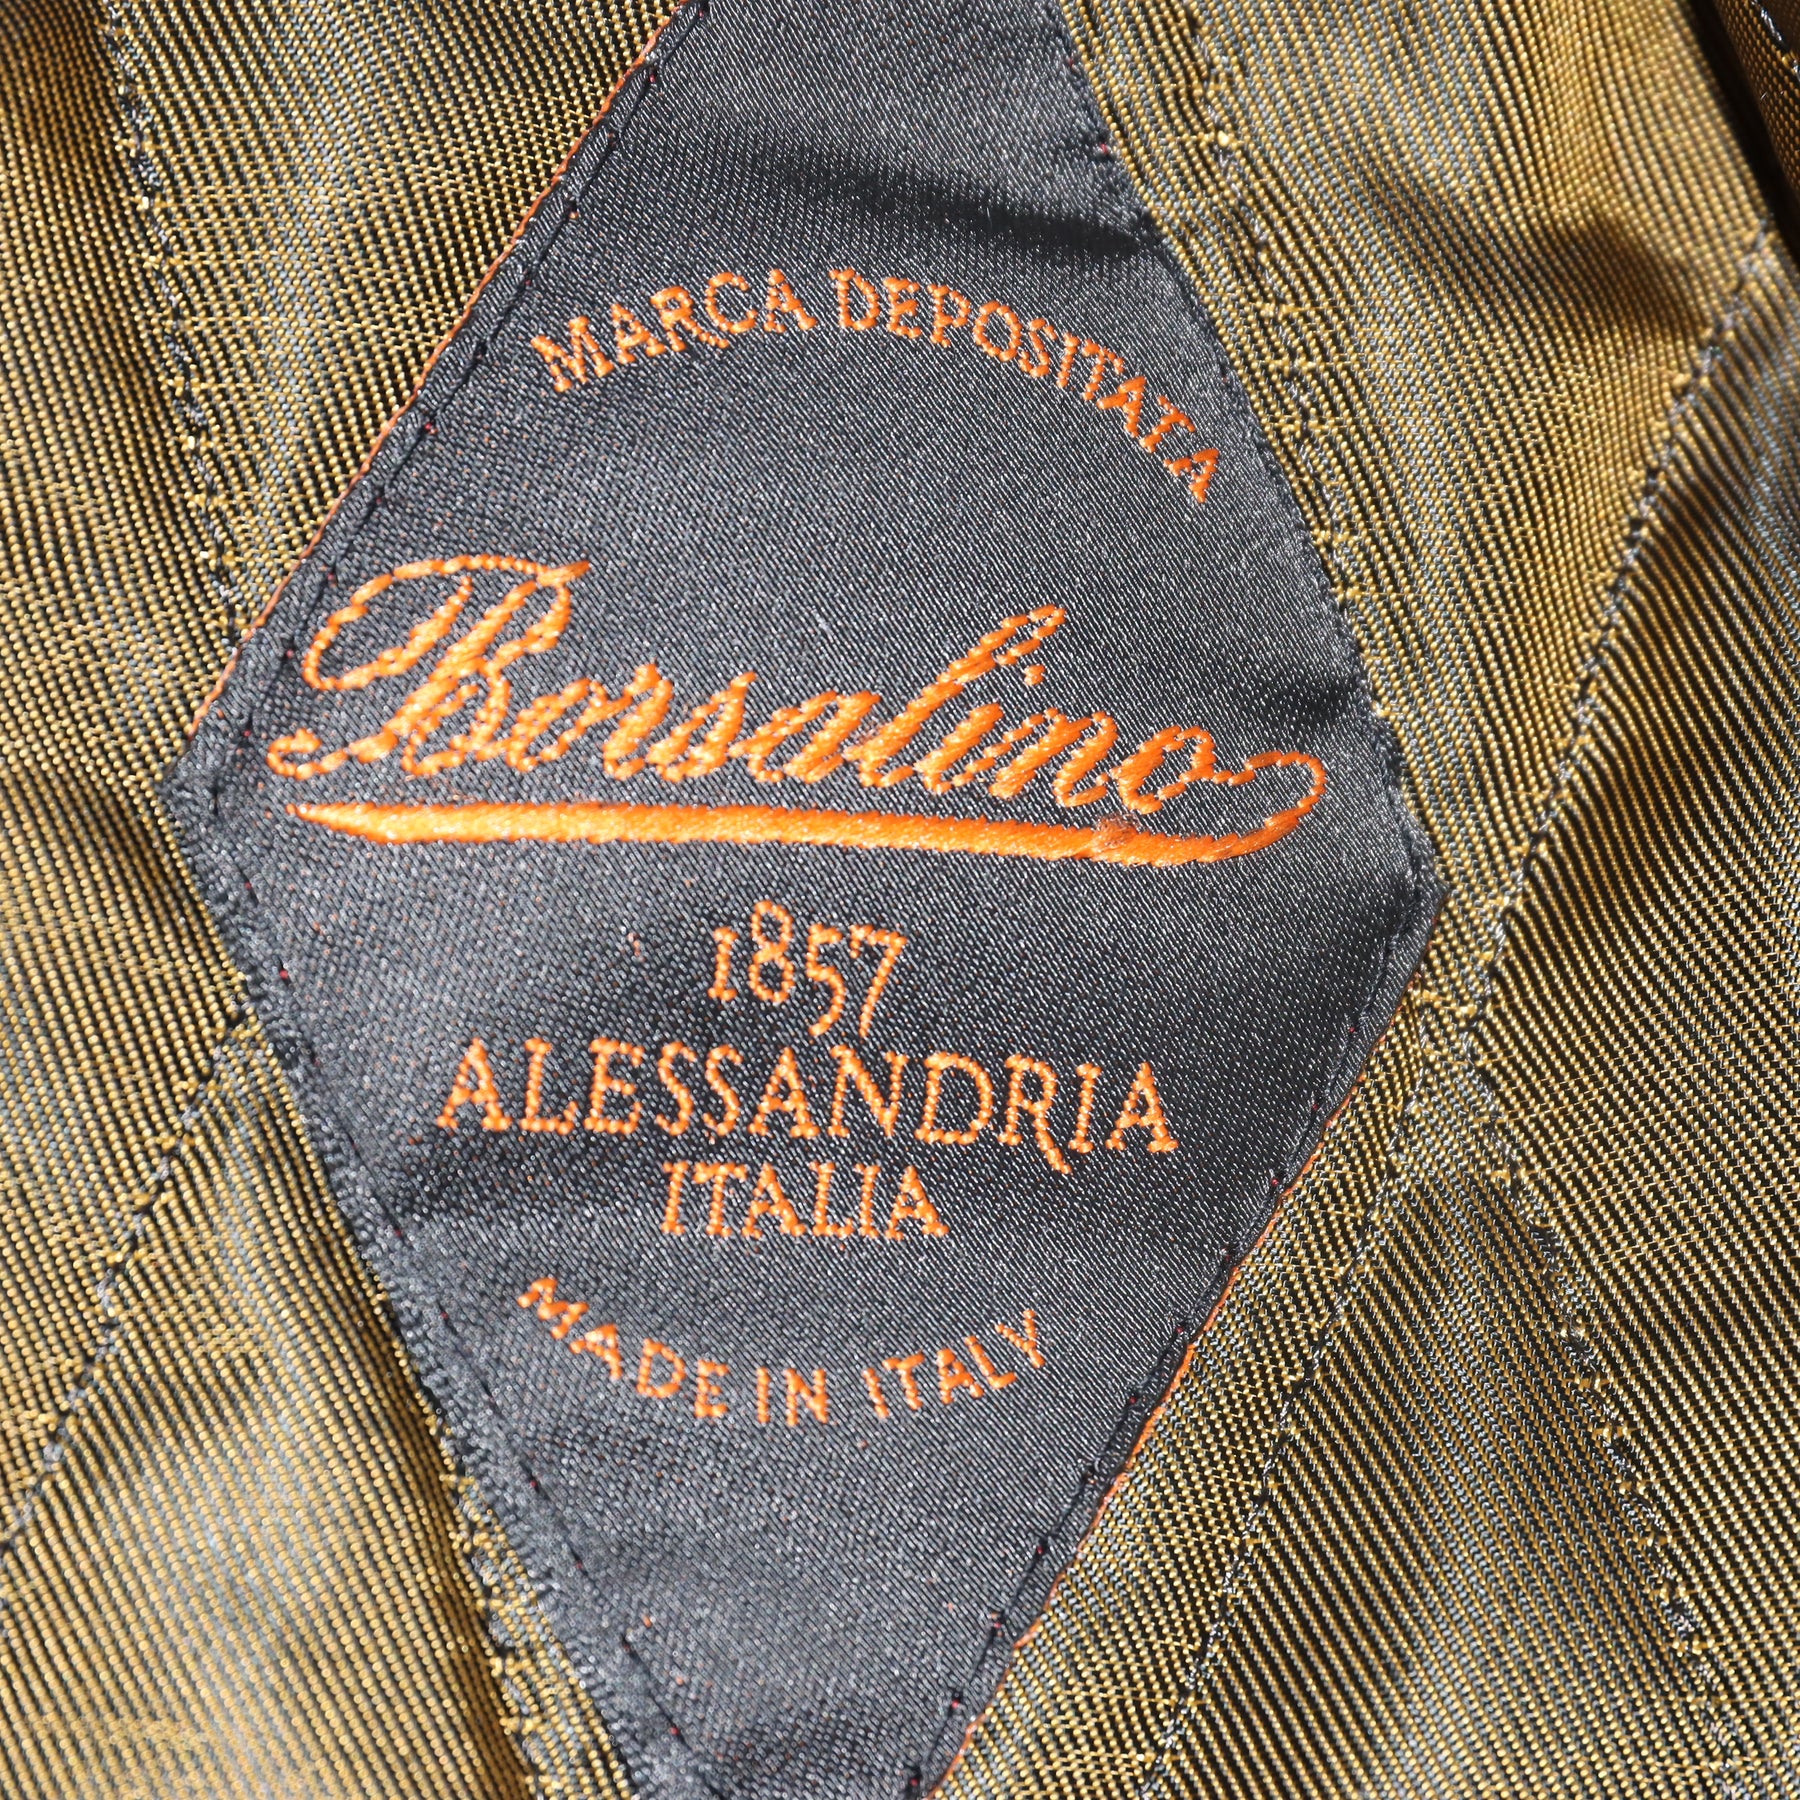 MARCA DEPOSITATA
Borsalino
1857
ALESSANDRIA
ITALIA
MADE IN ITALY